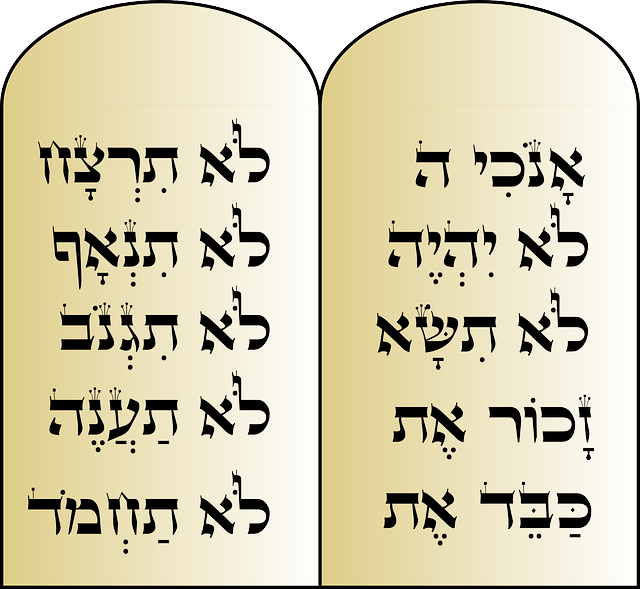 אָנֹכִי ה
לֹא יִהְיֶה
לֹא תִשָּׂא
זָכוֹר אֶת
כַּבֵּד אֶת
לֹא תִרְצָח
לֹא תִנְאָף
לֹא תִגְנֹב
לֹא תַעֲנֶה
לֹא תַחְמֹד